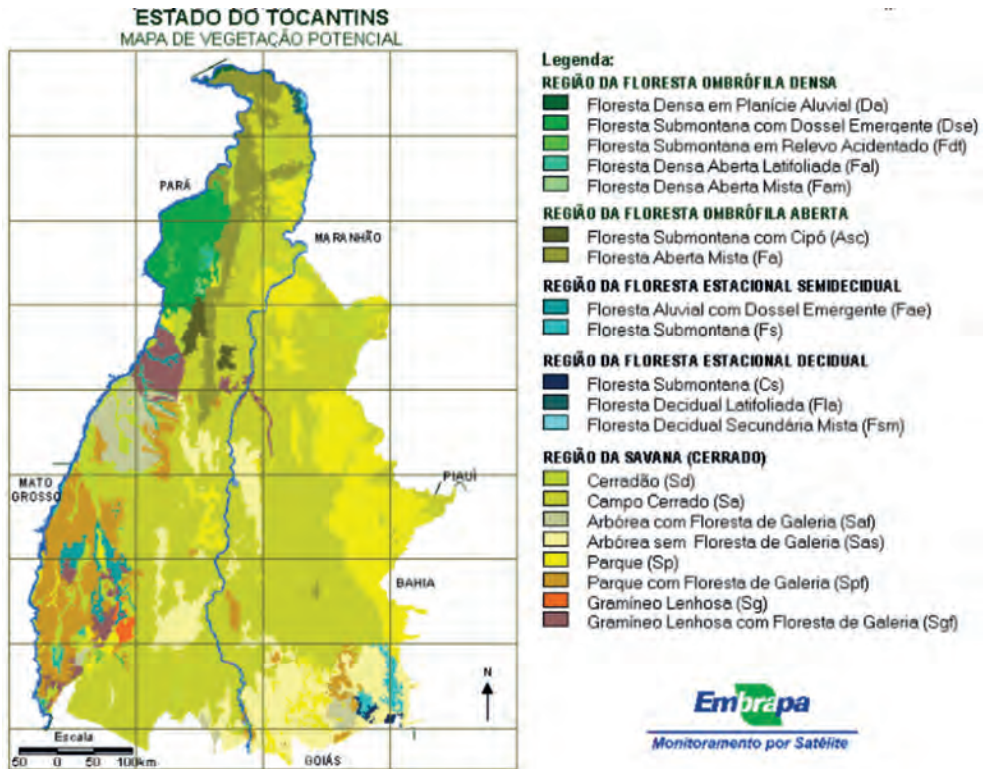 ESTADO DO TOCANTINS
MAPA DE VEGETAÇÃO POTENCIAL
PARÁ
MARANHÃO
MATO
GROSSO
PIAUÌ
BAHIA
N
Escala
50 0 50 100km
GOIÁS
Legenda:
REGIÃO DA FLORESTA OMBRÓFILA DENSA
Floresta Densa em Planície Aluvial (Da)
Floresta Submontana com Dossel Emergente (Dse)
Floresta Submontana em Relevo Acidentado (Fdt)
Floresta Densa Aberta Latifoliada (Fal)
Floresta Densa Aberta Mista (Fam)
REGIÃO DA FLORESTA OMBRÓFILA ABERTA
Floresta Submontana com Cipó (Asc)
Floresta Aberta Mista (Fa)
REGIÃO DA FLORESTA ESTACIONAL SEMIDECIDUAL
Floresta Aluvial com Dossel Emergente (Fae)
Floresta Submontana (Fs)
REGIÃO DA FLORESTA ESTACIONAL DECIDUAL
Floresta Submontana (Cs)
Floresta Decidual Latifoliada (Fla)
Floresta Decidual Secundária Mista (Fsm)
REGIÃO DA SAVANA (CERRADO)
Cerradão (Sd)
Campo Cerrado (Sa)
Arbórea com Floresta de Galeria (Saf)
Arbórea sem Floresta de Galeria (Sas)
Parque (Sp)
Parque com Floresta de Galeria (Spf)
Gramíneo Lenhosa (Sg)
Gramíneo Lenhosa com Floresta de Galeria (Sgf)
Embrapa
Monitoramento por Satélite